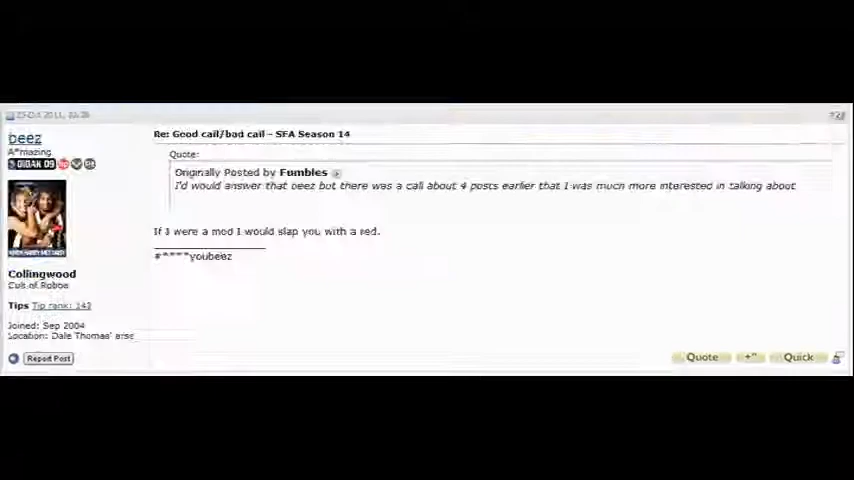 beez
A*mazing
Re: Good call/bad call - SFA Season 14
Quote:
Originally Posted by Fumbles
I'd would answer that beez but there was a call about 4 posts earlier that I was much more interested in talking about
If I were a mod I would slap you with a red.
#****youbeez
Collingwood
Cult of Robbo
Tips Tip rank: 143
Joined: Sep 2004
Location: Dale Thomas' arse
Report Post
Quote
+"
Quick